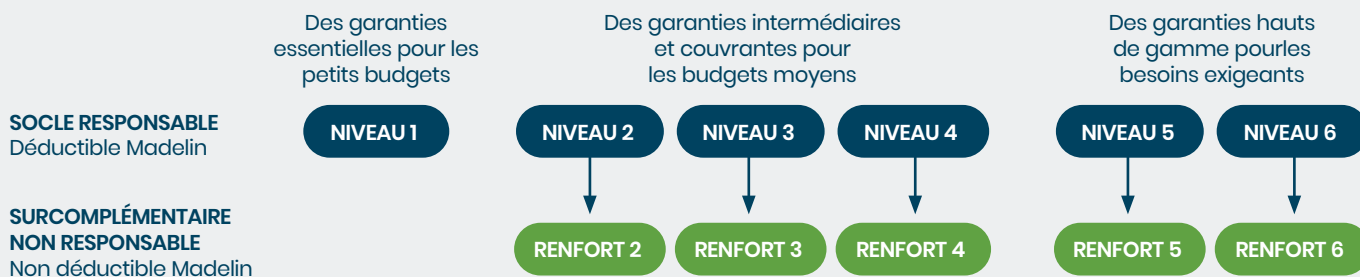 Des garanties
essentielles pour les
petits budgets
Des garanties intermédiaires
et couvrantes pour
les budgets moyens
Des garanties hauts
de gamme pourles
besoins exigeants
SOCLE RESPONSABLE
Déductible Madelin
NIVEAU 1
NIVEAU 2
NIVEAU 3
NIVEAU 4
NIVEAU 5
NIVEAU 6
SURCOMPLÉMENTAIRE
NON RESPONSABLE
Non déductible Madelin
RENFORT 2
RENFORT 3
RENFORT 4
RENFORT 5
RENFORT 6